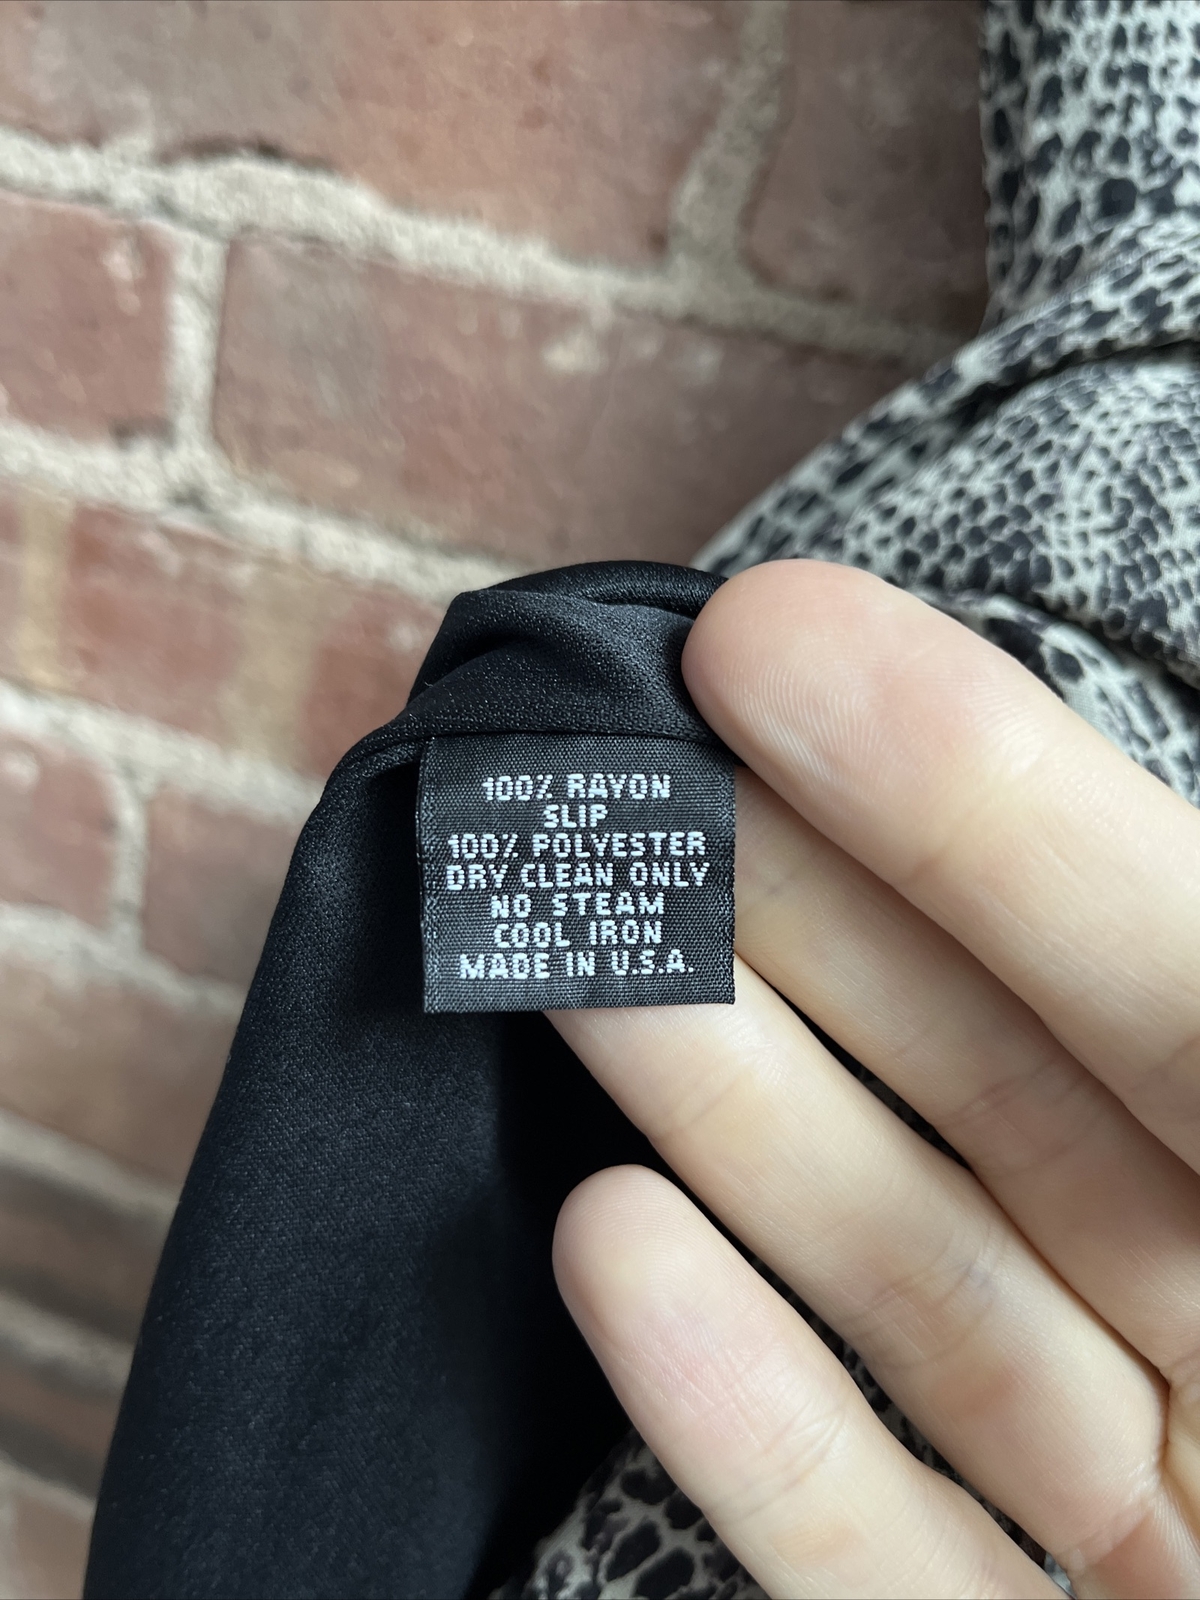 100% RAYON
SLIP
100% POLYESTER
DRY CLEAN ONLY
NO STEAM
COOL IRON
MADE IN U.S.A.